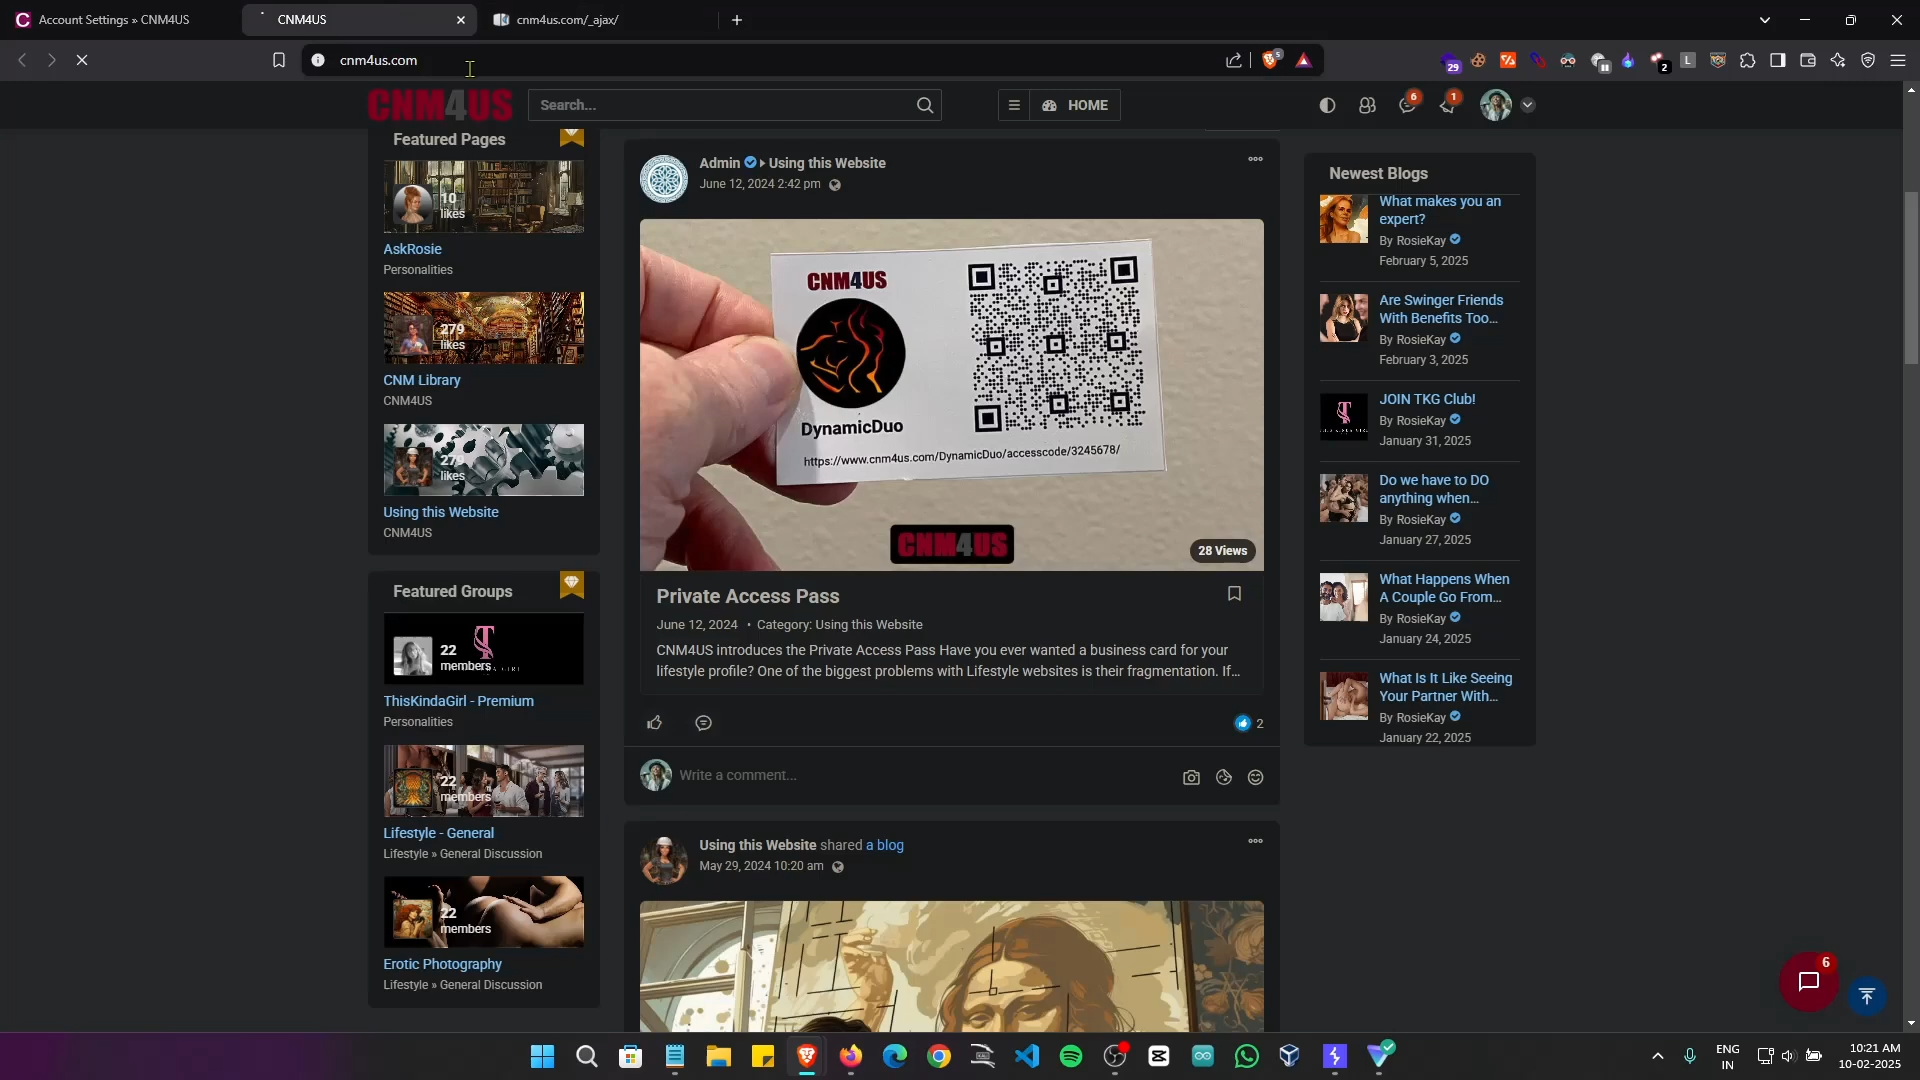 Account Settings » CNM4US
CNM4US
cnm4us.com/_ajax/
cnm4us.com
5
29
2
L
CNM4US
Search...
HOME
6
1
Featured Pages
10
likes
AskRosie
Personalities
279
likes
CNM Library
CNM4US
279
likes
Using this Website
CNM4US
Featured Groups
22
members
ThisKindaGirl - Premium
Personalities
22
members
Lifestyle - General
Lifestyle » General Discussion
22
members
Erotic Photography
Lifestyle » General Discussion
Admin Using this Website
June 12, 2024 2:42 pm
CNM4US
DynamicDuo
https://www.cnm4us.com/DynamicDuo/accesscode/3245678/
CNM4US
28 Views
Private Access Pass
June 12, 2024 • Category: Using this Website
CNM4US introduces the Private Access Pass Have you ever wanted a business card for your
lifestyle profile? One of the biggest problems with Lifestyle websites is their fragmentation. If...
2
Write a comment...
Using this Website shared a blog
May 29, 2024 10:20 am
Newest Blogs
What makes you an
expert?
By RosieKay
February 5, 2025
Are Swinger Friends
With Benefits Too...
By RosieKay
February 3, 2025
JOIN TKG Club!
By RosieKay
January 31, 2025
Do we have to DO
anything when...
By RosieKay
January 27, 2025
What Happens When
A Couple Go From...
By RosieKay
January 24, 2025
What Is It Like Seeing
Your Partner With...
By RosieKay
January 22, 2025
6
ENG
IN
10:21 AM
10-02-2025